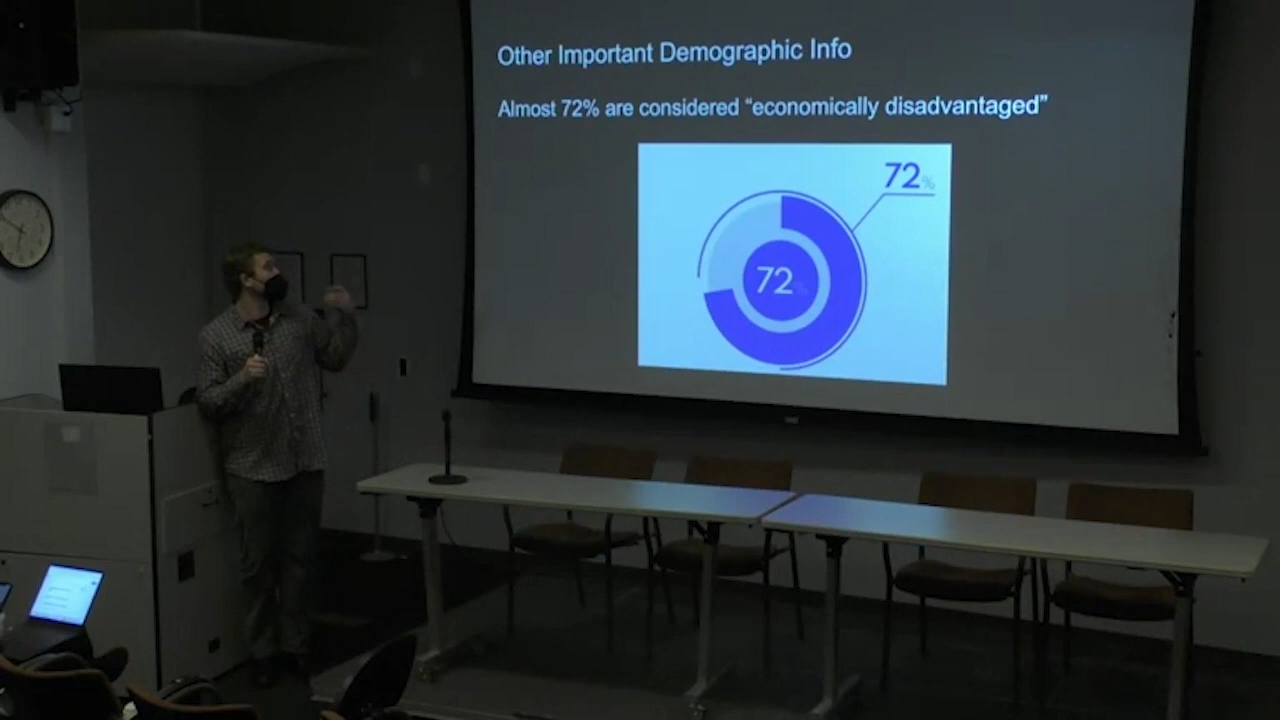 Other Important Demographic Info
Almost 72% are considered “economically disadvantaged”
72%
72%